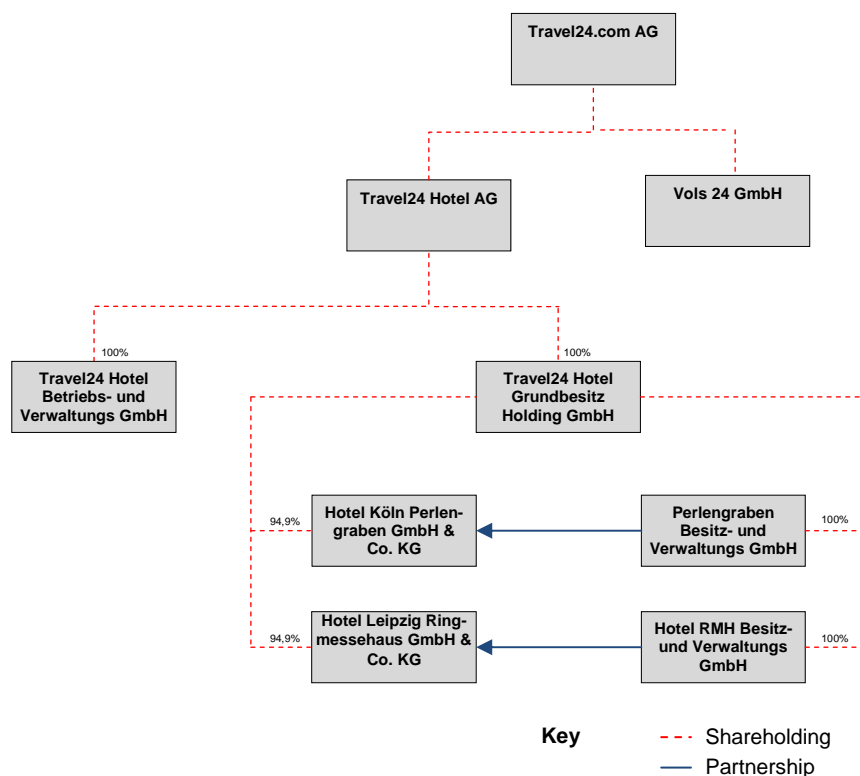 Travel24.com AG
Travel24 Hotel AG
Vols 24 GmbH
100%
100%
Travel24 Hotel
Betriebs- und
Verwaltungs GmbH
Travel24 Hotel
Grundbesitz
Holding GmbH
94,9%
Hotel Köln Perlen-
graben GmbH &
Co. KG
Perlengraben
Besitz- und
Verwaltungs GmbH
100%
94,9%
Hotel Leipzig Ring-
messehaus GmbH &
Co. KG
Hotel RMH Besitz-
und Verwaltungs
GmbH
100%
Key
Shareholding
Partnership